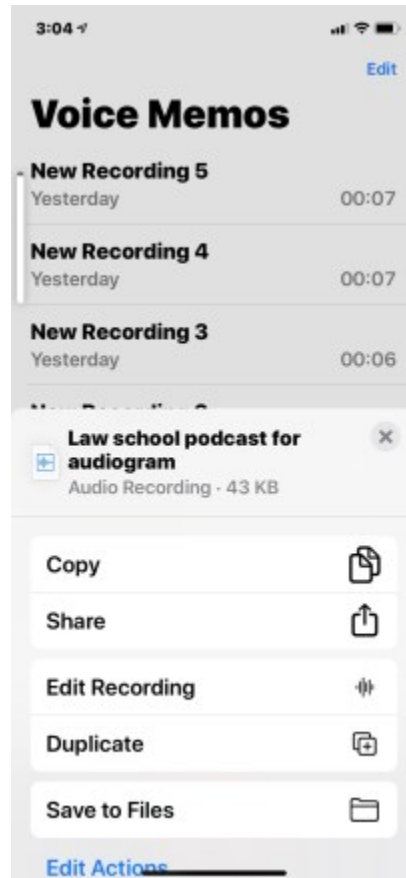 3:04
Edit
Voice Memos
New Recording 5
Yesterday 00:07
New Recording 4
Yesterday 00:07
New Recording 3
Yesterday 00:06
Law school podcast for
audiogram
Audio Recording · 43 KB
Copy
Share
Edit Recording
Duplicate
Save to Files
Edit Actions